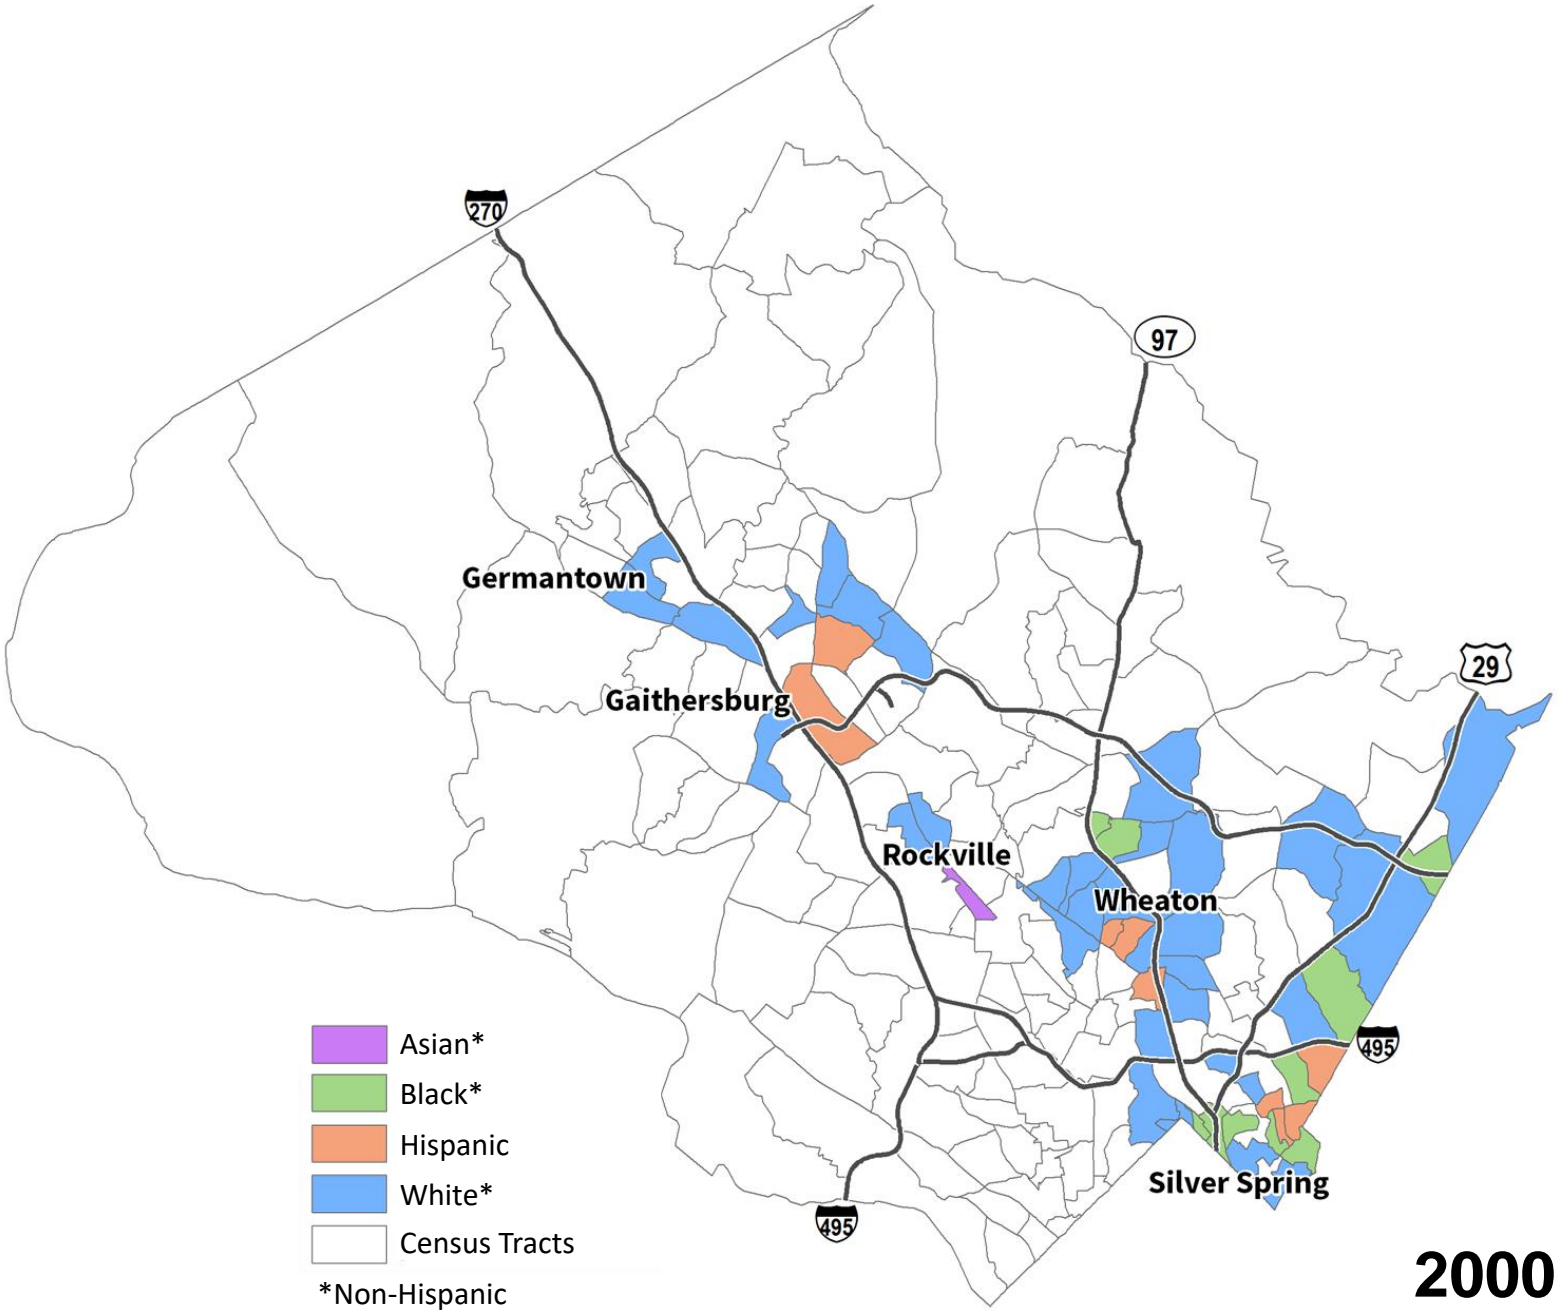 270
97
29
Germantown
Gaithersburg
Rockville
Wheaton
495
Silver Spring
495
Asian*
Black*
Hispanic
White*
Census Tracts
*Non-Hispanic
2000